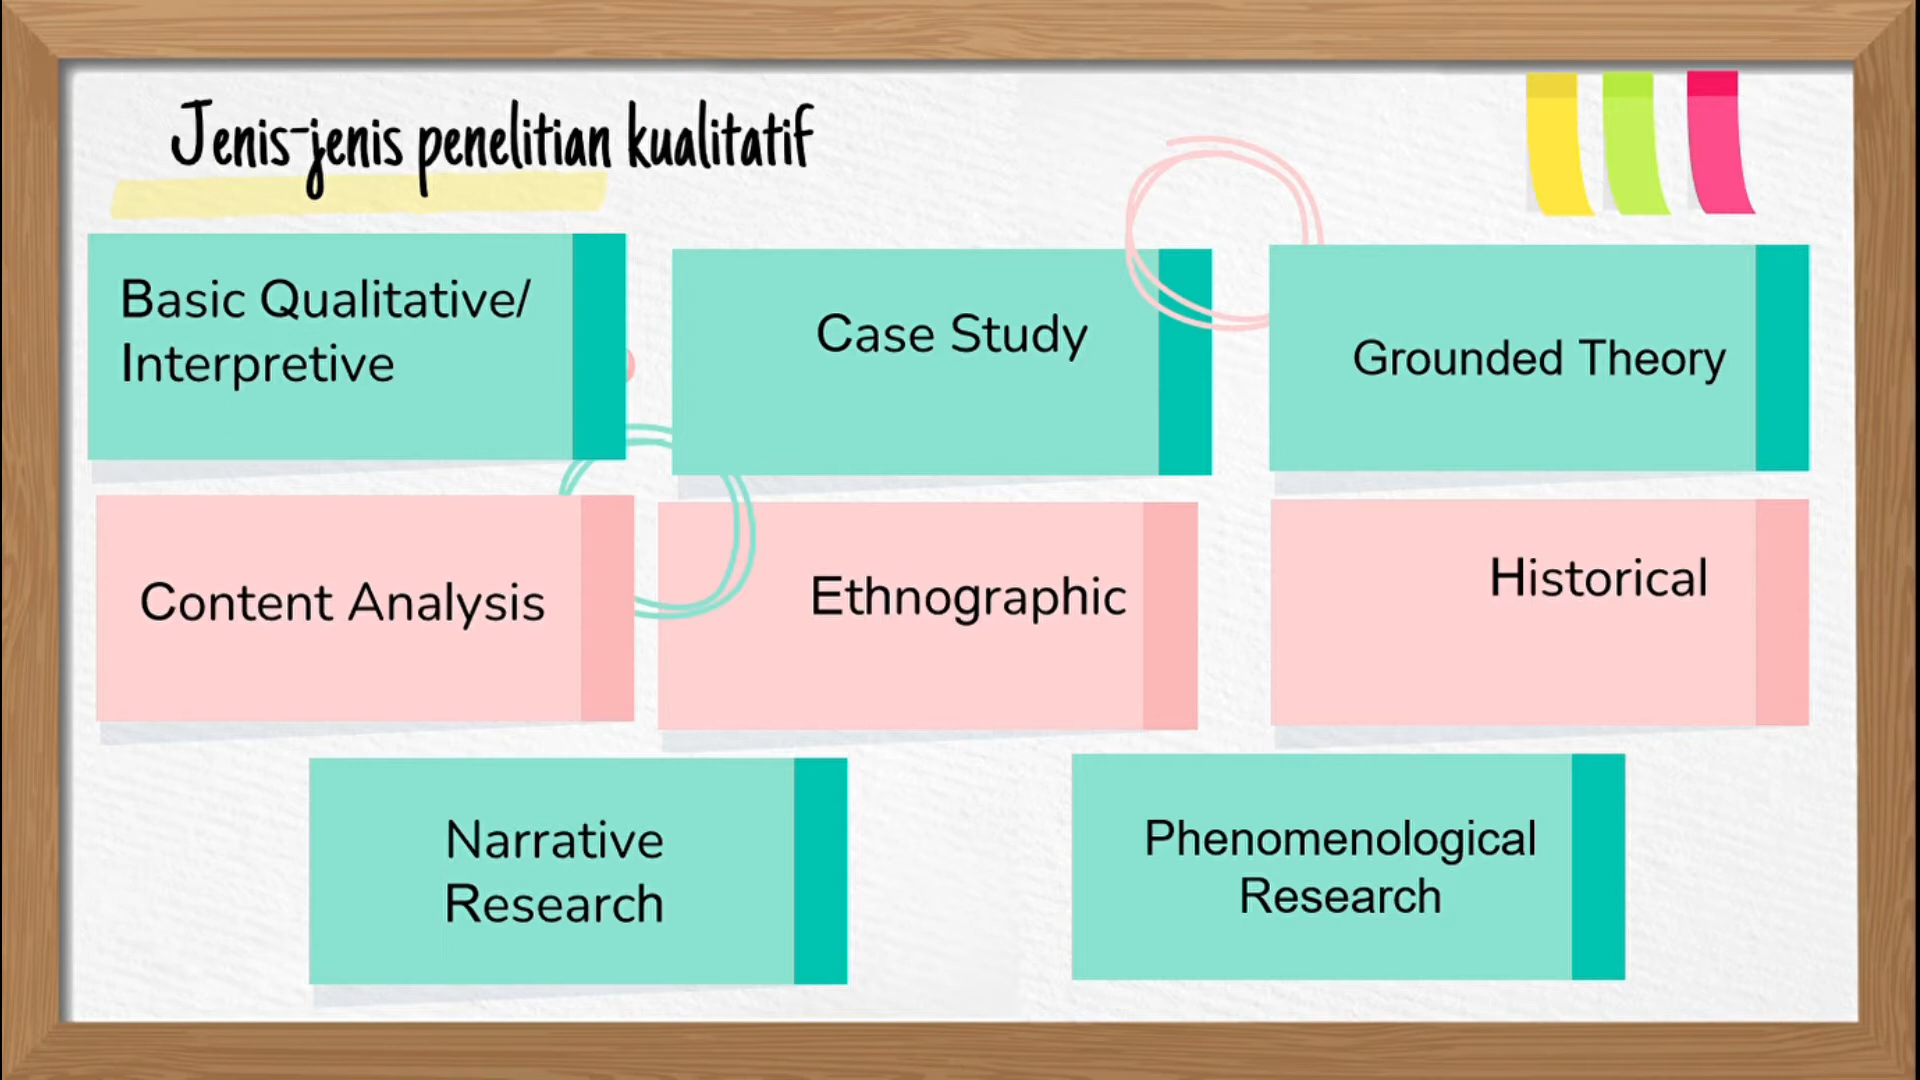 Jenis-jenis penelitian kualitatif
Basic Qualitative/
Interpretive
Case Study
Grounded Theory
Content Analysis
Ethnographic
Historical
Narrative
Research
Phenomenological
Research